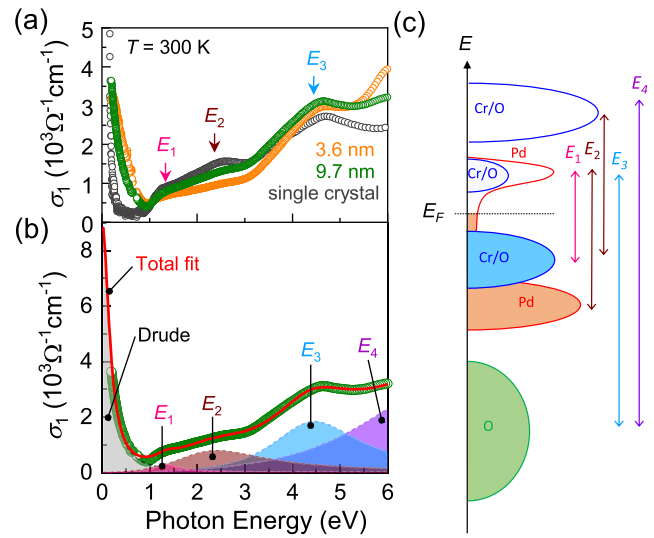 (a)
T = 300 K
E3
E2
E1
3.6 nm
9.7 nm
single crystal
σ1 (10³Ω⁻¹cm⁻¹)
5
4
3
2
1
0
(b)
Total fit
Drude
E1
E2
E3
E4
σ1 (10³Ω⁻¹cm⁻¹)
8
6
4
2
0
0 1 2 3 4 5 6
Photon Energy (eV)
(c)
E
Cr/O
Pd
Cr/O
EF
Cr/O
Pd
O
E1
E2
E3
E4